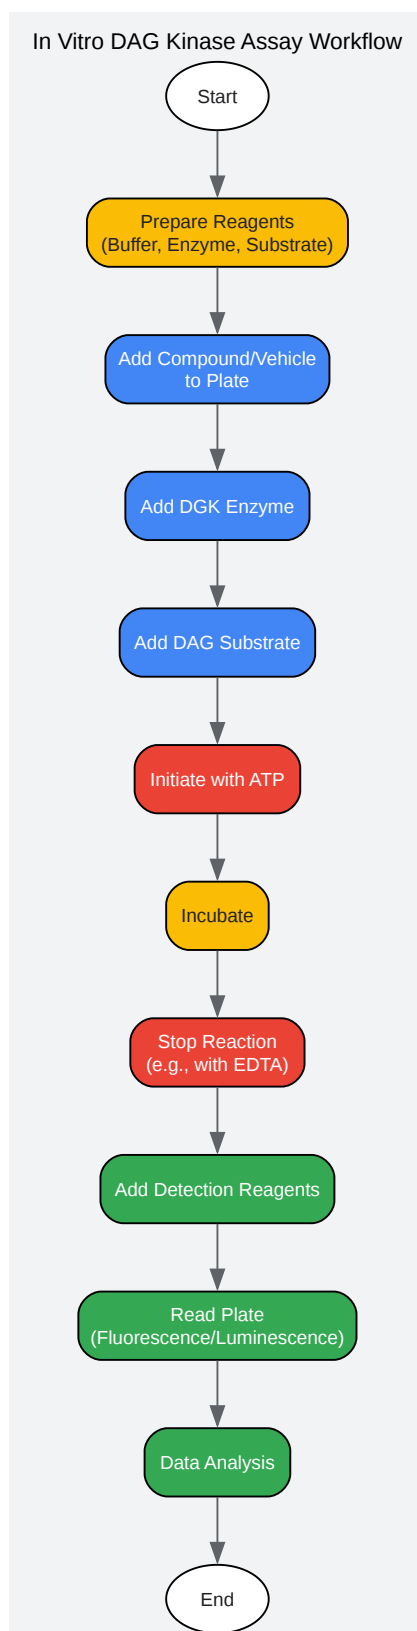 In Vitro DAG Kinase Assay Workflow
Start
Prepare Reagents
(Buffer, Enzyme, Substrate)
Add Compound/Vehicle
to Plate
Add DGK Enzyme
Add DAG Substrate
Initiate with ATP
Incubate
Stop Reaction
(e.g., with EDTA)
Add Detection Reagents
Read Plate
(Fluorescence/Luminescence)
Data Analysis
End